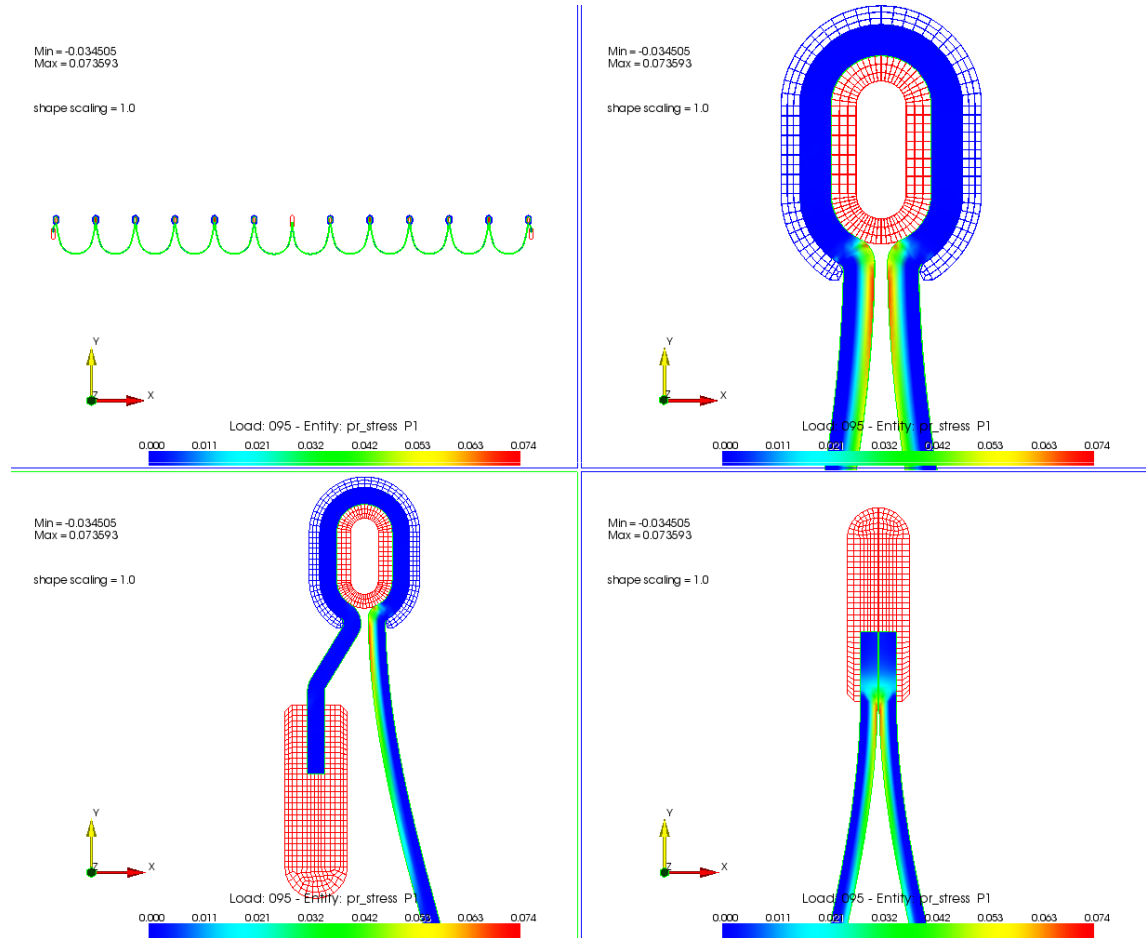 Min = -0.034505
Max = 0.073593
shape scaling = 1.0
Y
Z
X
Load: 095 - Entity: pr_stress P1
0.000 0.011 0.021 0.032 0.042 0.053 0.063 0.074
Min = -0.034505
Max = 0.073593
shape scaling = 1.0
Y
Z
X
Load: 095 - Entity: pr_stress P1
0.000 0.011 0.021 0.032 0.042 0.053 0.063 0.074
Min = -0.034505
Max = 0.073593
shape scaling = 1.0
Y
Z
X
Load: 095 - Entity: pr_stress P1
0.000 0.011 0.021 0.032 0.042 0.053 0.063 0.074
Min = -0.034505
Max = 0.073593
shape scaling = 1.0
Y
Z
X
Load: 095 - Entity: pr_stress P1
0.000 0.011 0.021 0.032 0.042 0.053 0.063 0.074